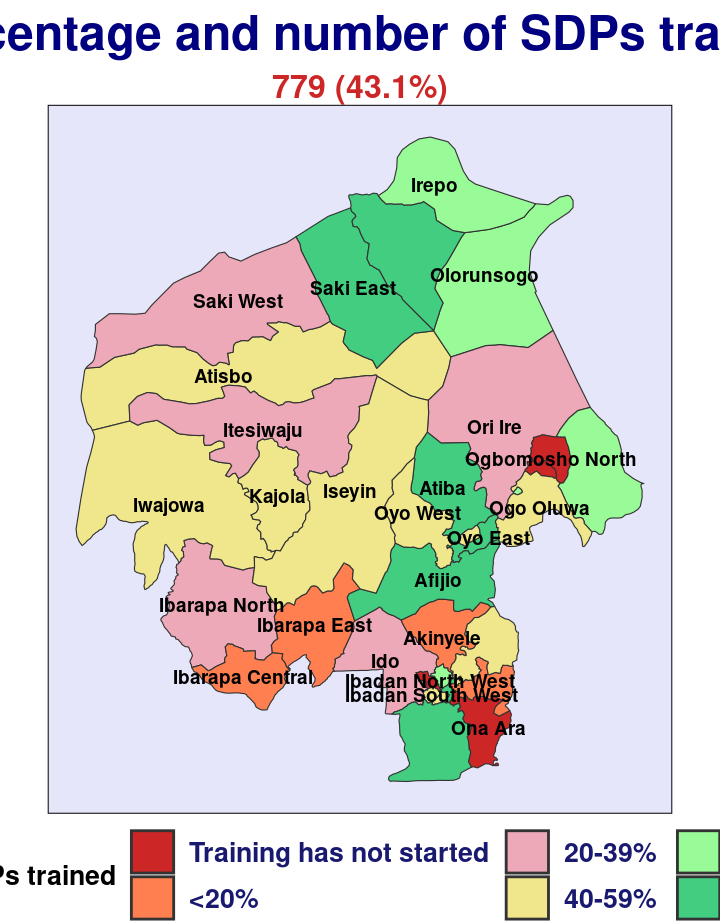 centage and number of SDPs tra
779 (43.1%)
Irepo
Olorunsogo
Saki East
Saki West
Atisbo
Itesiwaju
Ori Ire
Ogbomosho North
Atiba
Iseyin
Kajola
Iwajowa
Oyo West
Ogo Oluwa
Oyo East
Afijio
Ibarapa North
Ibarapa East
Akinyele
Ido
Ibarapa Central
Ibadan North West
Ibadan South West
Ona Ara
Ps trained
Training has not started
20-39%
<20%
40-59%